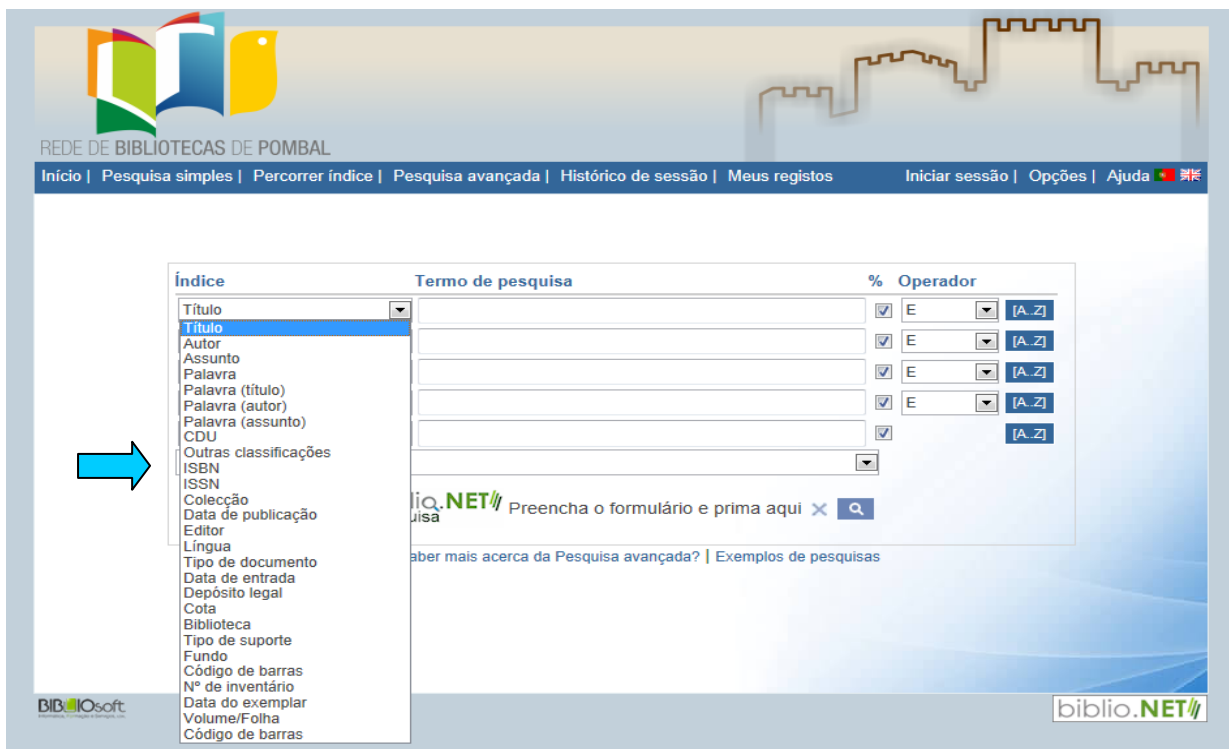 REDE DE BIBLIOTECAS DE POMBAL
Início | Pesquisa simples | Percorrer índice | Pesquisa avançada | Histórico de sessão | Meus registos Iniciar sessão | Opções | Ajuda
Índice Termo de pesquisa % Operador
Título E [A..Z]
Título
Autor E [A..Z]
Assunto
Palavra E [A..Z]
Palavra (título)
Palavra (autor) E [A..Z]
Palavra (assunto)
CDU [A..Z]
Outras classificações
ISBN
ISSN
Colecção
Data de publicação .NET Preencha o formulário e prima aqui
Editor
Língua
Tipo de documento aber mais acerca da Pesquisa avançada? | Exemplos de pesquisas
Data de entrada
Depósito legal
Cota
Biblioteca
Tipo de suporte
Fundo
Código de barras
Nº de inventário
Data do exemplar
Volume/Folha
Código de barras
BIBLIOsoft biblio.NET